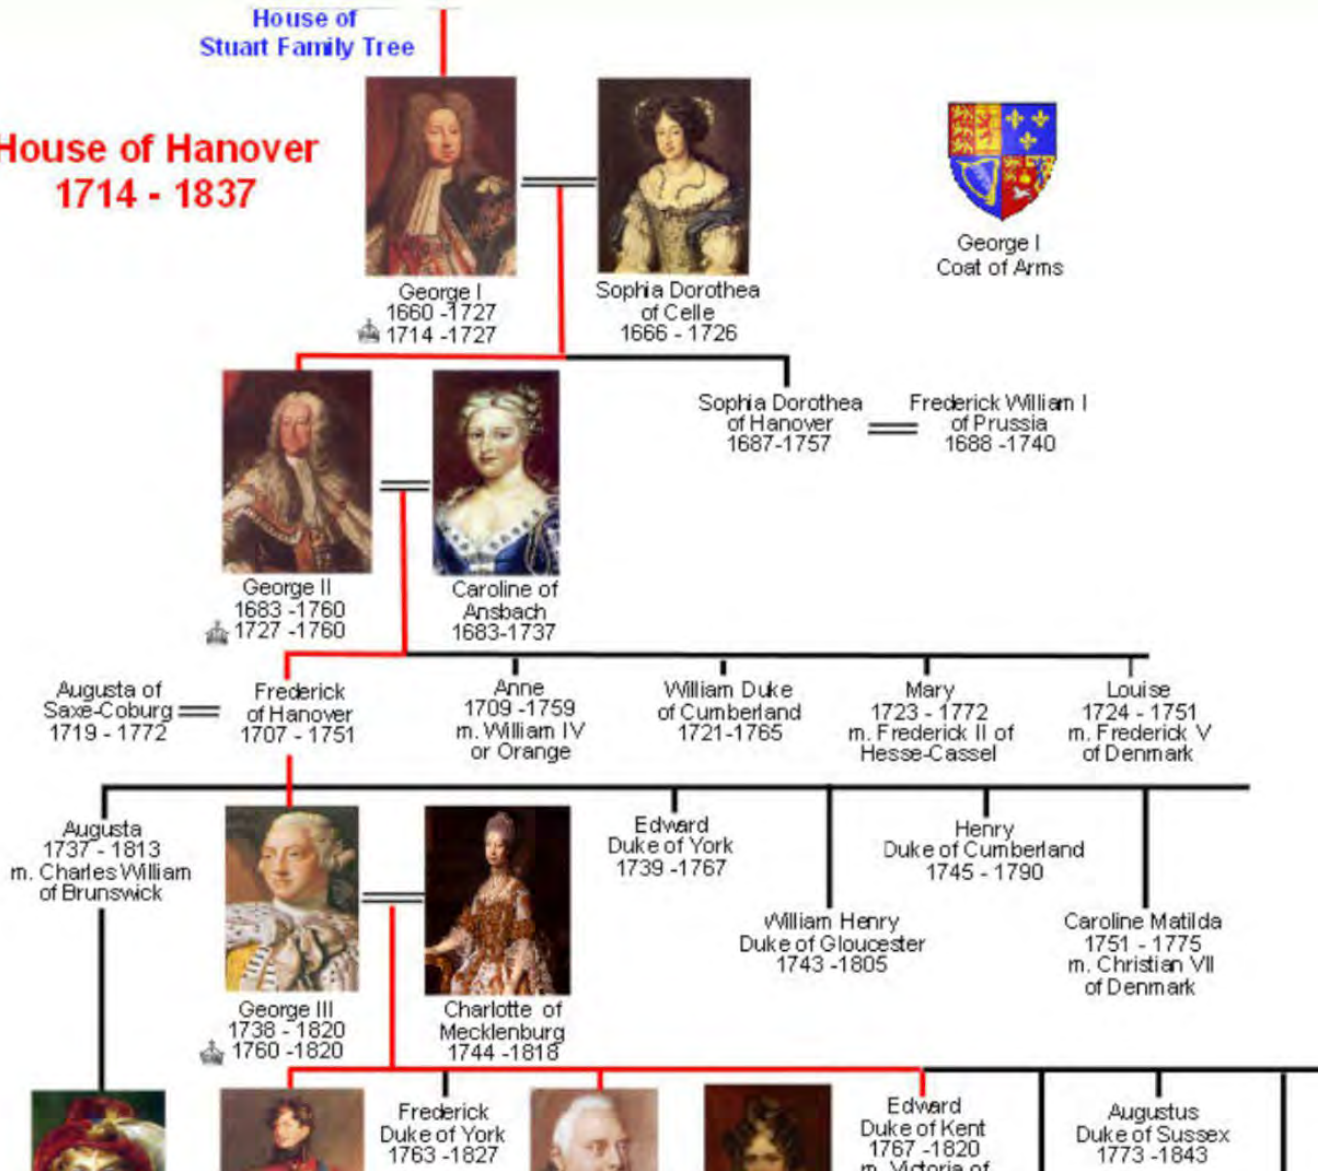 House of
Stuart Family Tree
House of Hanover
1714 - 1837
George I
1660 -1727
1714 -1727
Sophia Dorothea
of Celle
1666 - 1726
George I
Coat of Arms
Sophia Dorothea
of Hanover
1687-1757
Frederick William I
of Prussia
1688 -1740
George II
1683 -1760
1727 -1760
Caroline of
Ansbach
1683-1737
Augusta of
Saxe-Coburg
1719 - 1772
Frederick
of Hanover
1707 - 1751
Anne
1709 -1759
m. William IV
or Orange
William Duke
of Cumberland
1721-1765
Mary
1723 - 1772
m. Frederick II of
Hesse-Cassel
Louise
1724 - 1751
m. Frederick V
of Denmark
Augusta
1737 - 1813
m. Charles William
of Brunswick
Edward
Duke of York
1739 -1767
Henry
Duke of Cumberland
1745 - 1790
William Henry
Duke of Gloucester
1743 -1805
Caroline Matilda
1751 - 1775
m. Christian VII
of Denmark
George III
1738 - 1820
1760 -1820
Charlotte of
Mecklenburg
1744 -1818
Frederick
Duke of York
1763 -1827
Edward
Duke of Kent
1767 -1820
m. Victoria of
Augustus
Duke of Sussex
1773 -1843